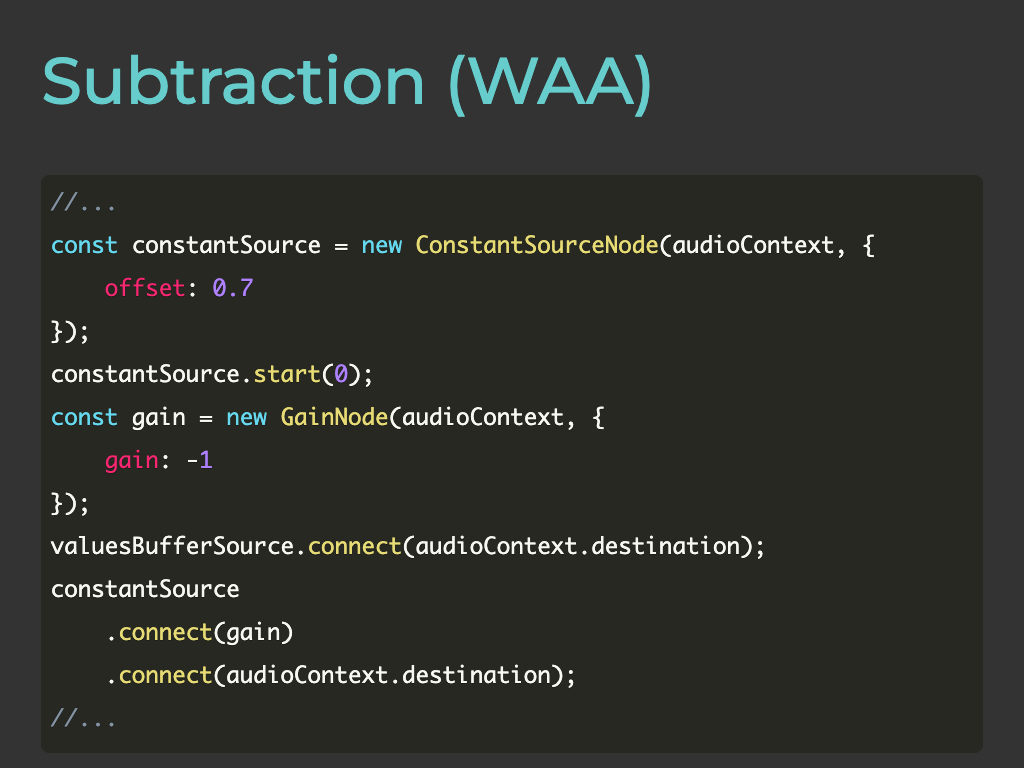 Subtraction (WAA)
//...
const constantSource = new ConstantSourceNode(audioContext, {
    offset: 0.7
});
constantSource.start(0);
const gain = new GainNode(audioContext, {
    gain: -1
});
valuesBufferSource.connect(audioContext.destination);
constantSource
    .connect(gain)
    .connect(audioContext.destination);
//...